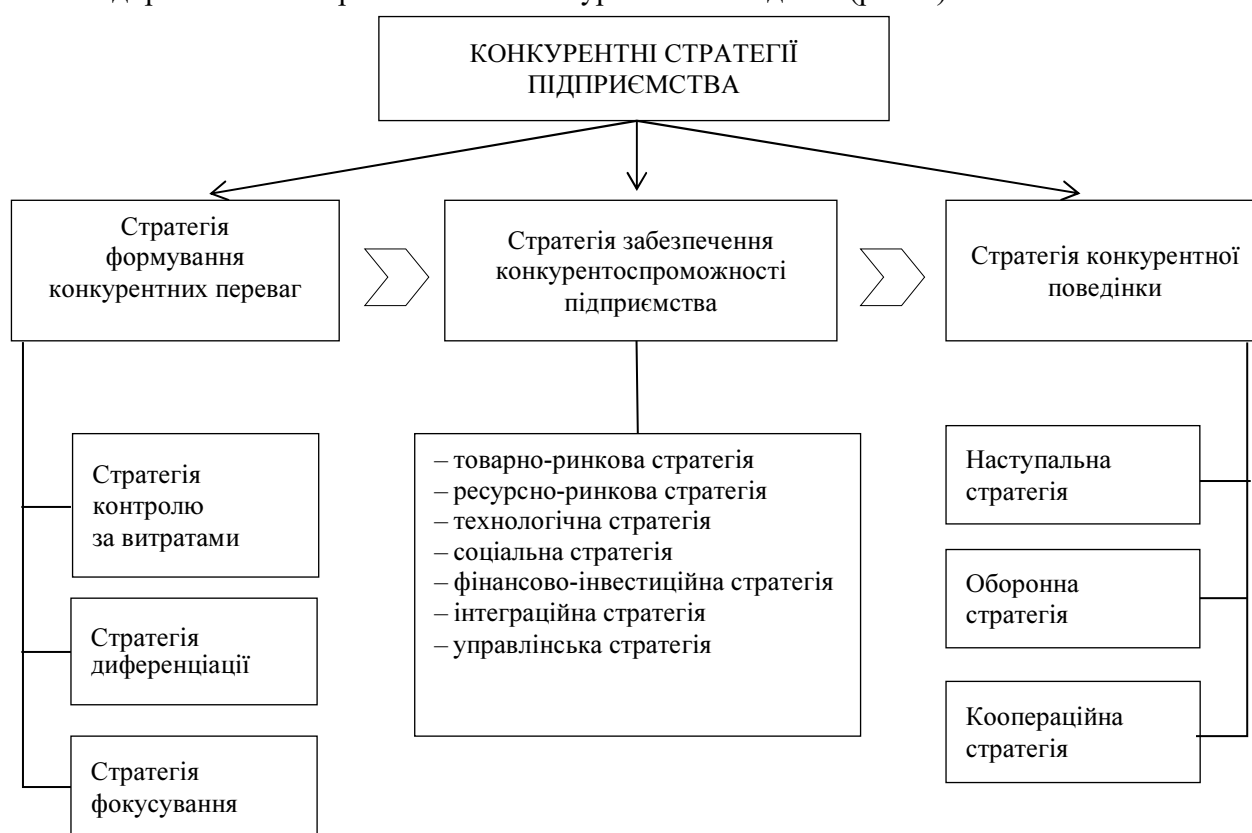 КОНКУРЕНТНІ СТРАТЕГІЇ
ПІДПРИЄМСТВА
Стратегія
формування
конкурентних переваг
Стратегія забезпечення
конкурентоспроможності
підприємства
Стратегія конкурентної
поведінки
Стратегія
контролю
за витратами
Стратегія
диференціації
Стратегія
фокусування
– товарно-ринкова стратегія
– ресурсно-ринкова стратегія
– технологічна стратегія
– соціальна стратегія
– фінансово-інвестиційна стратегія
– інтеграційна стратегія
– управлінська стратегія
Наступальна
стратегія
Оборонна
стратегія
Коопераційна
стратегія